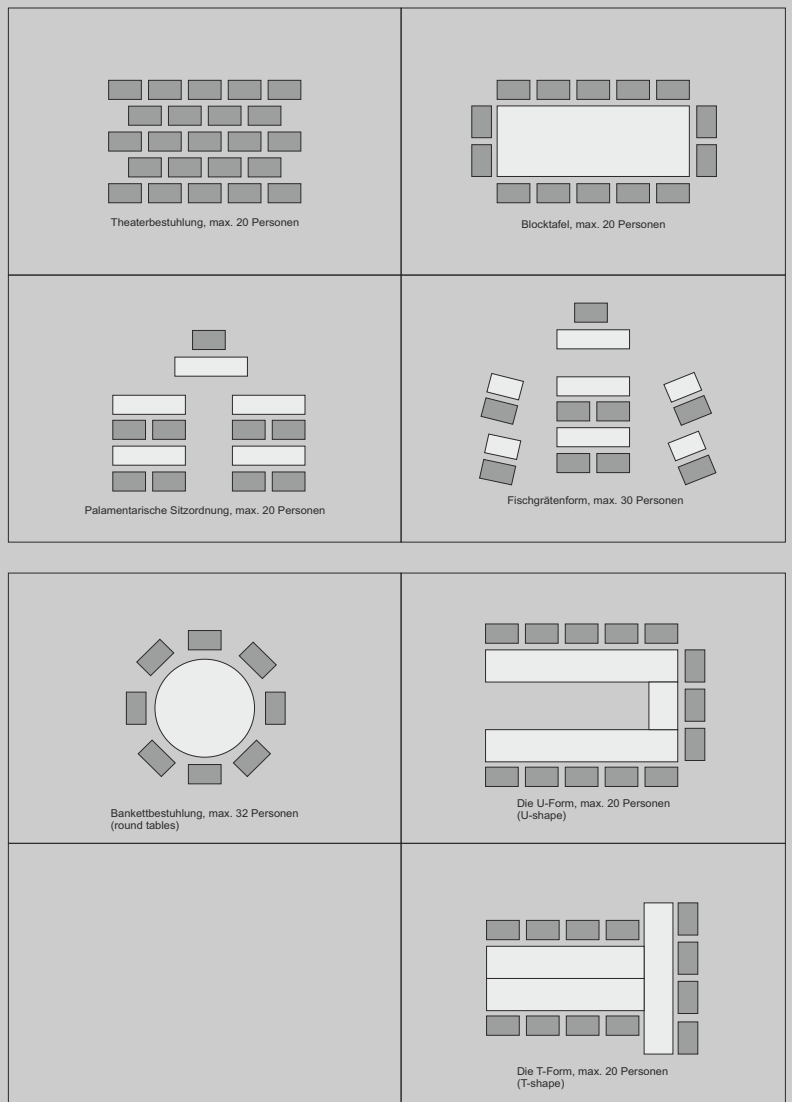 Theaterbestuhlung, max. 20 Personen
Blocktafel, max. 20 Personen
Palamentarische Sitzordnung, max. 20 Personen
Fischgrätenform, max. 30 Personen
Bankettbestuhlung, max. 32 Personen
(round tables)
Die U-Form, max. 20 Personen
(U-shape)
Die T-Form, max. 20 Personen
(T-shape)